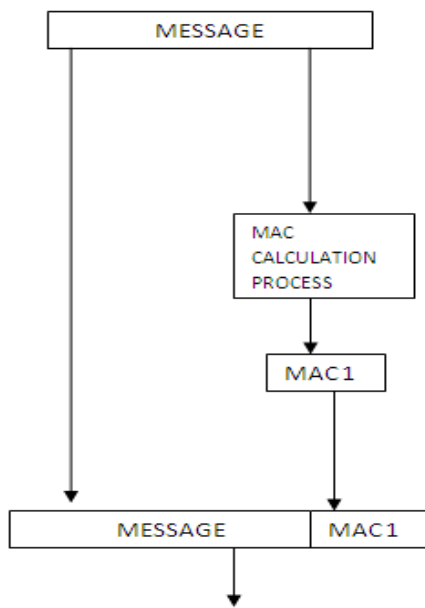 MESSAGE
MAC
CALCULATION
PROCESS
MAC1
MESSAGE MAC1